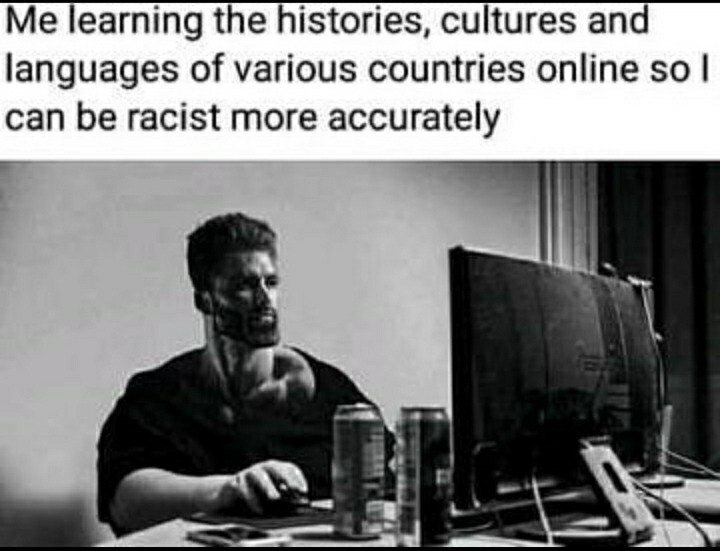 Me learning the histories, cultures and
languages of various countries online so I
can be racist more accurately